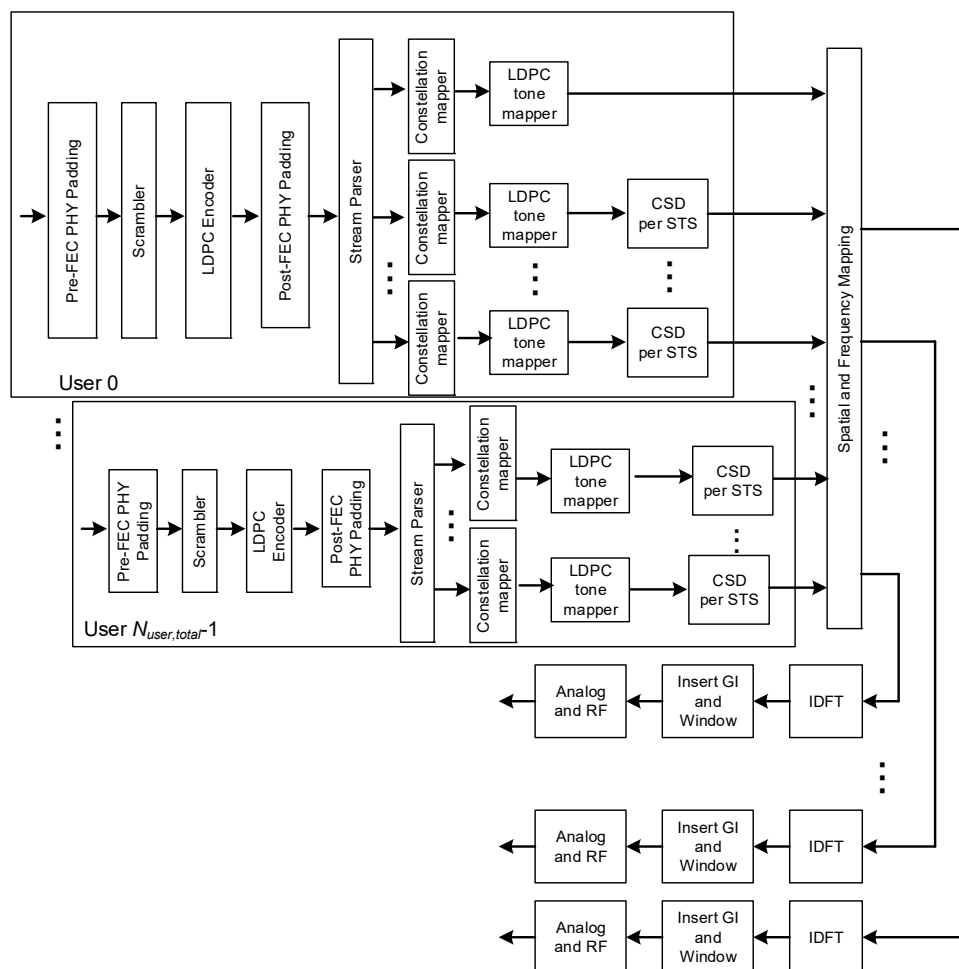 Pre-FEC PHY Padding
Scrambler
LDPC Encoder
Post-FEC PHY Padding
Stream Parser
Constellation
mapper
LDPC
tone
mapper
Constellation
mapper
LDPC
tone
mapper
CSD
per STS
Constellation
mapper
LDPC
tone
mapper
CSD
per STS
User 0
Spatial and Frequency Mapping
Pre-FEC PHY
Padding
Scrambler
LDPC
Encoder
Post-FEC
PHY Padding
Stream Parser
Constellation
mapper
LDPC
tone
mapper
CSD
per STS
Constellation
mapper
LDPC
tone
mapper
CSD
per STS
User N_user,total-1
Analog
and RF
Insert GI
and
Window
IDFT
Analog
and RF
Insert GI
and
Window
IDFT
Analog
and RF
Insert GI
and
Window
IDFT